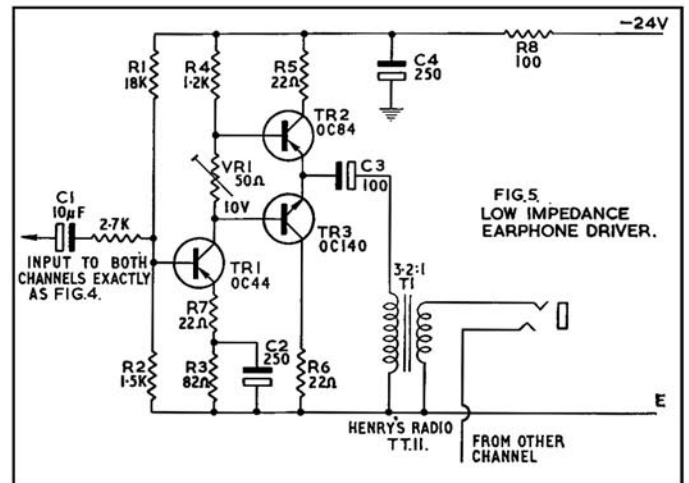 −24V
R8
100
R1
18K
R4
1·2K
R5
22Ω
C4
250
TR2
OC84
VR1
50Ω
C3
100
FIG.5.
LOW IMPEDANCE
EARPHONE DRIVER.
C1
10µF
2.7K
10V
TR3
OC140
INPUT TO BOTH
CHANNELS EXACTLY
AS FIG.4.
TR1
OC44
3·2:1
T1
R7
22Ω
C2
250
R2
1·5K
R3
82Ω
R6
22Ω
E
HENRY'S RADIO
TT.11.
FROM OTHER
CHANNEL